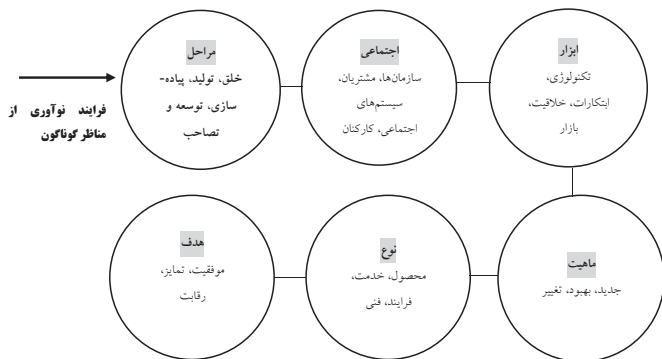 فرایند نوآوری از
مناظر گوناگون
مراحل
خلق، تولید، پیاده-
سازی، توسعه و
تصاحب
اجتماعی
سازمان‌ها، مشتریان،
سیستم‌های
اجتماعی، کارکنان
ابزار
تکنولوژی،
ابتکارات، خلاقیت،
بازار
ماهیت
جدید، بهبود، تغییر
نوع
محصول، خدمت،
فرایند، فنی
هدف
موفقیت، تمایز،
رقابت